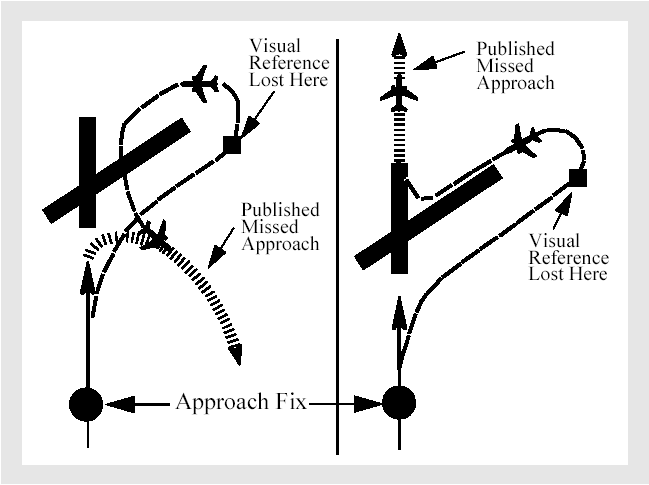 Visual
Reference
Lost Here
Published
Missed
Approach
Published
Missed
Approach
Visual
Reference
Lost Here
Approach Fix